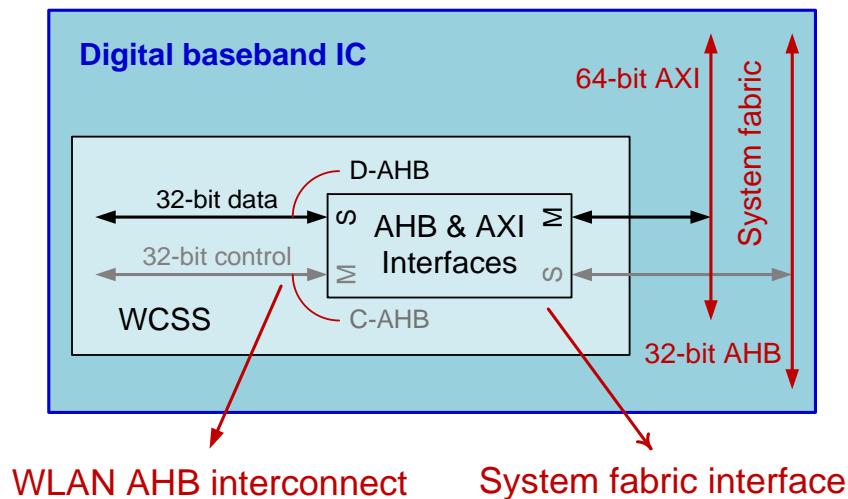 Digital baseband IC
64-bit AXI
System fabric
D-AHB
32-bit data
S
AHB & AXI
Interfaces
M
32-bit control
M
S
WCSS
C-AHB
32-bit AHB
WLAN AHB interconnect
System fabric interface